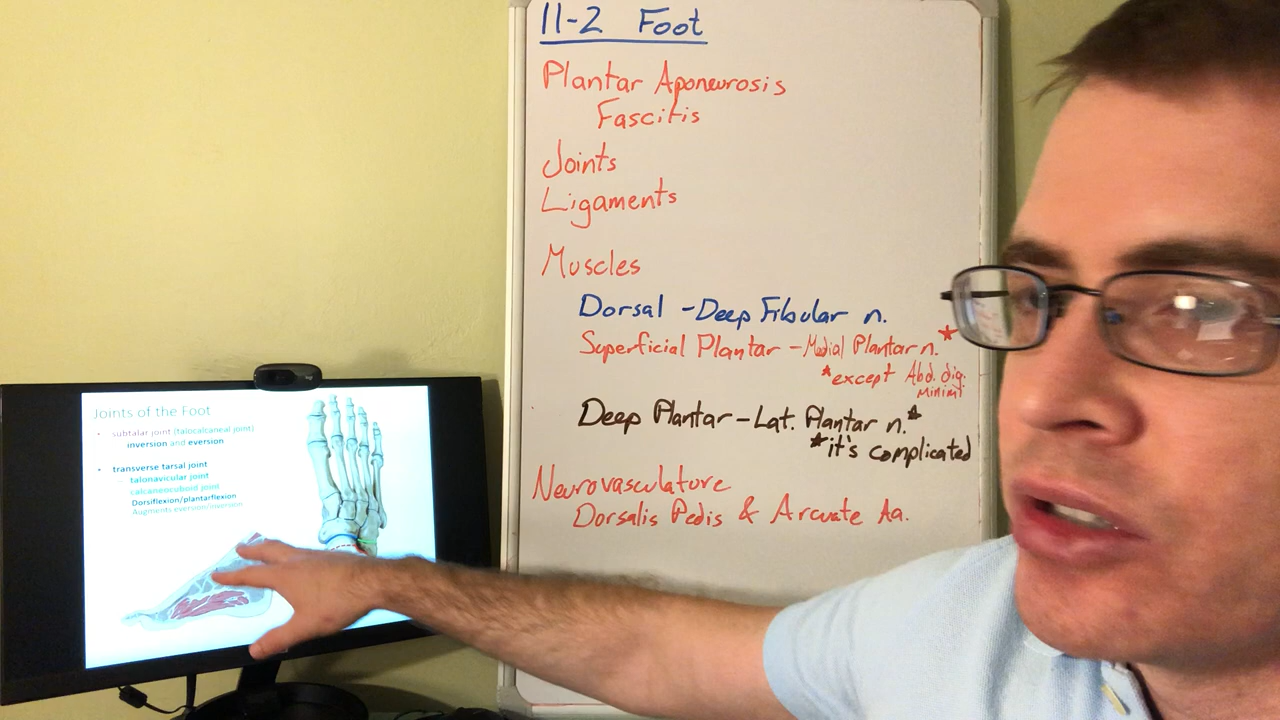 11-2 Foot
Plantar Aponeurosis
Fascitis
Joints
Ligaments
Muscles
Dorsal - Deep Fibular n.
Superficial Plantar - Medial Plantar n.*
*except Abd. dig.
minimi
Deep Plantar - Lat. Plantar n.*
*it's complicated
Neurovasculature
Dorsalis Pedis & Arcuate Aa.
Joints of the Foot
• subtalar joint (talocalcaneal joint)
inversion and eversion
• transverse tarsal joint
– talonavicular joint
calcaneocuboid joint
Dorsiflexion/plantarflexion
Augments eversion/inversion